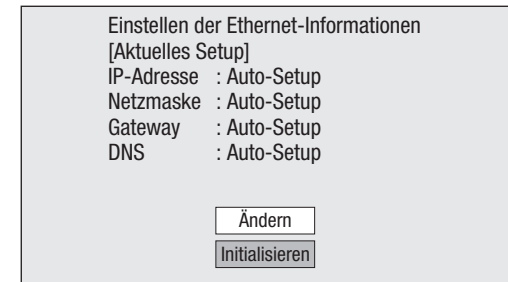 Einstellen der Ethernet-Informationen
[Aktuelles Setup]
IP-Adresse : Auto-Setup
Netzmaske : Auto-Setup
Gateway : Auto-Setup
DNS : Auto-Setup
Ändern
Initialisieren